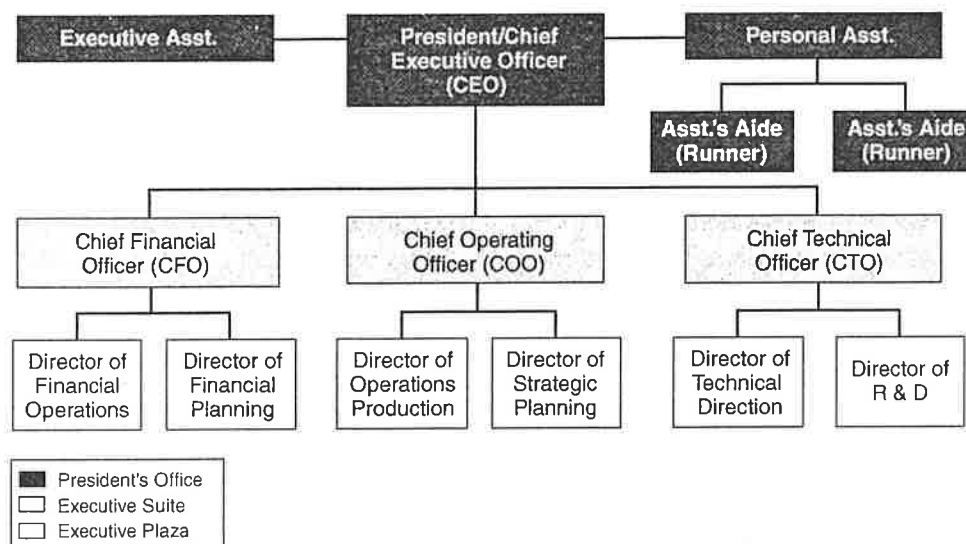 Executive Asst.
President/Chief
Executive Officer
(CEO)
Personal Asst.
Asst.'s Aide
(Runner)
Asst.'s Aide
(Runner)
Chief Financial
Officer (CFO)
Chief Operating
Officer (COO)
Chief Technical
Officer (CTO)
Director of
Financial
Operations
Director of
Financial
Planning
Director of
Operations
Production
Director of
Strategic
Planning
Director of
Technical
Direction
Director of
R & D
President's Office
Executive Suite
Executive Plaza